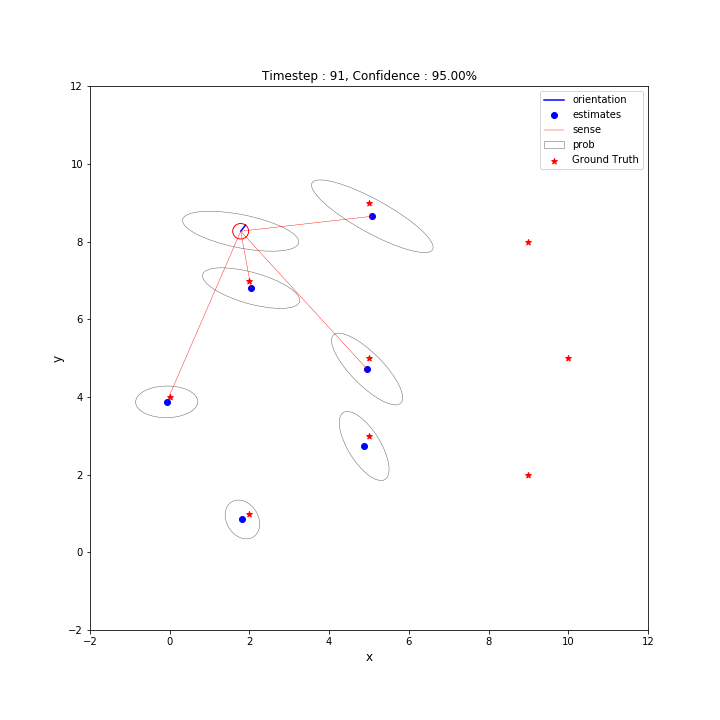 Timestep : 91, Confidence : 95.00%
orientation
estimates
sense
prob
Ground Truth
12
10
8
6
4
2
0
−2
y
−2 0 2 4 6 8 10 12
x